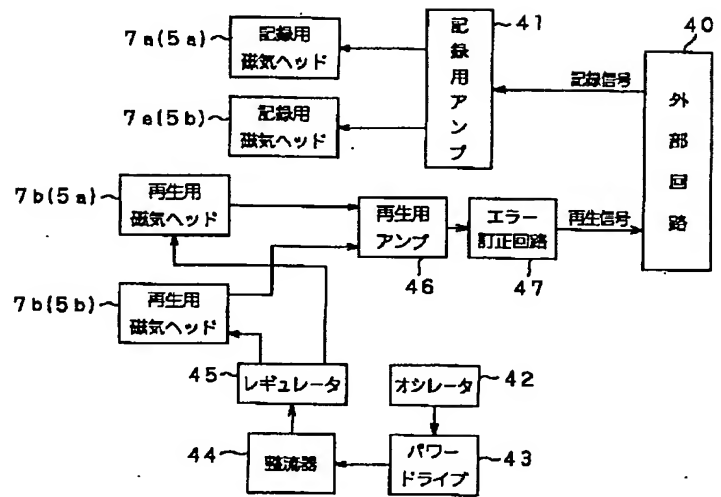 7a(5a)
記録用
磁気ヘッド
7a(5b)
記録用
磁気ヘッド
記録用アンプ
41
記録信号
40
外部回路
7b(5a)
再生用
磁気ヘッド
7b(5b)
再生用
磁気ヘッド
再生用
アンプ
46
エラー
訂正回路
47
再生信号
45
レギュレータ
オシレータ
42
44
整流器
パワー
ドライブ
43